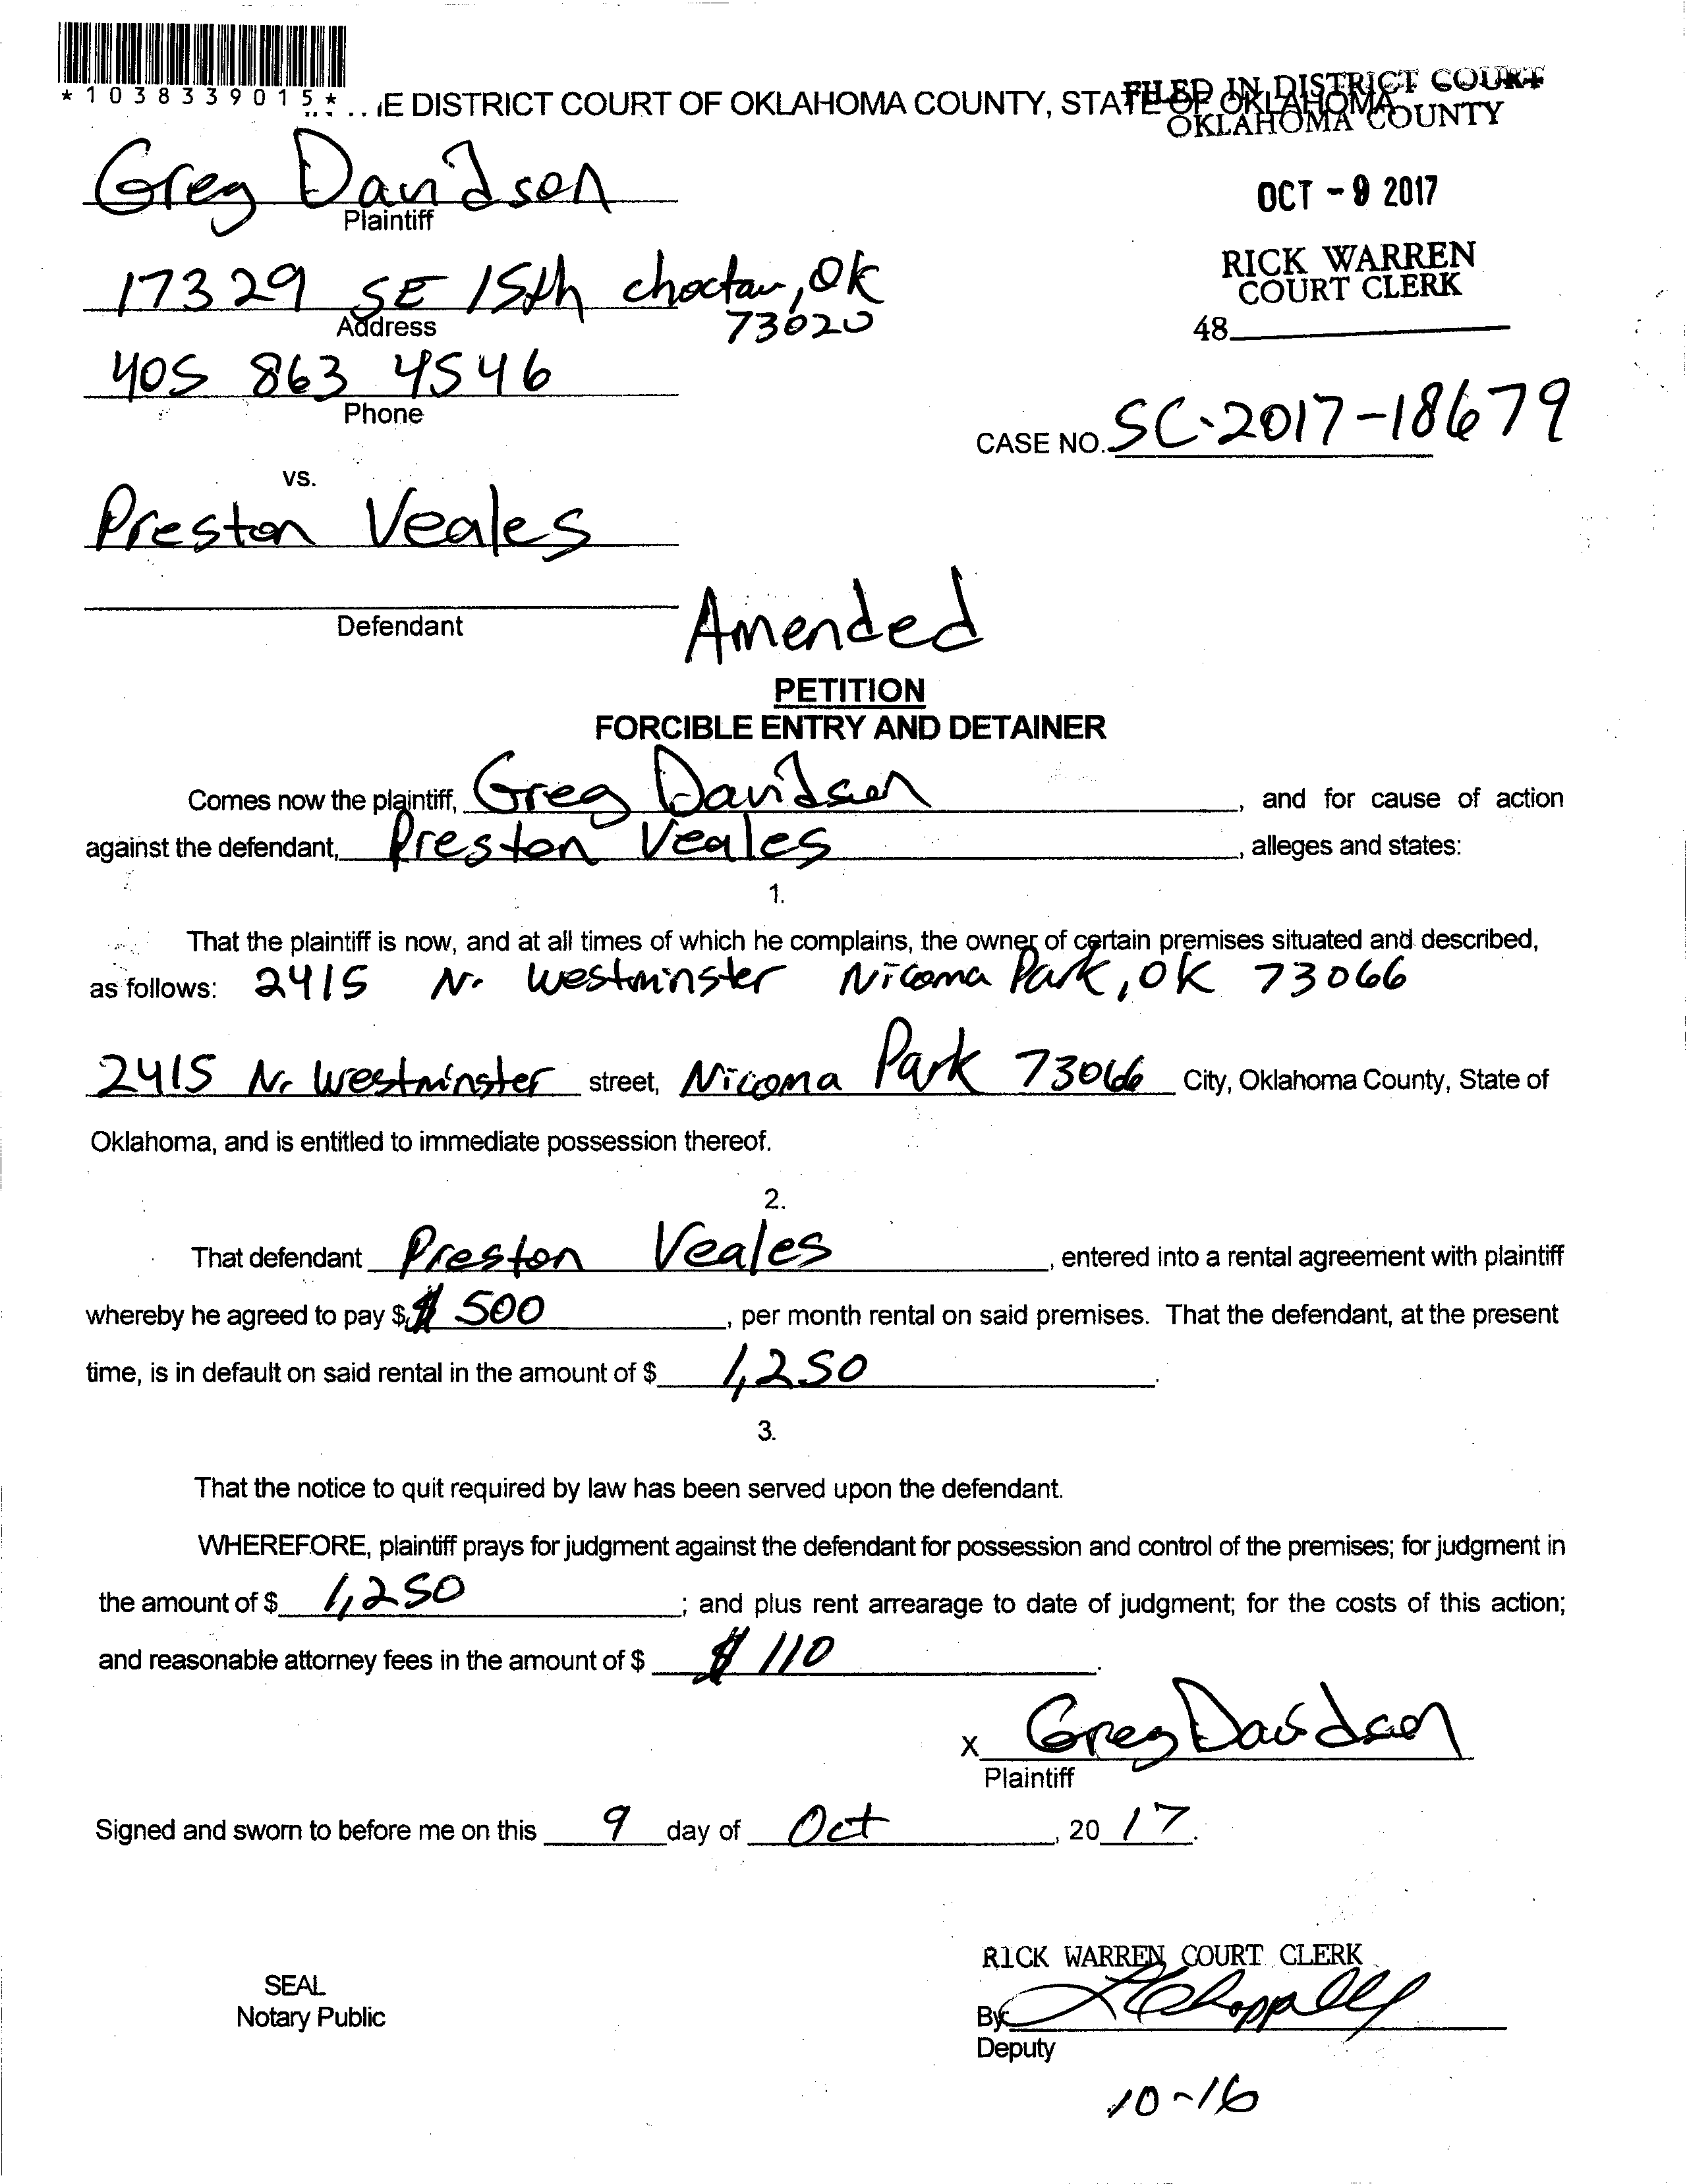 *1038339015*
E DISTRICT COURT OF OKLAHOMA COUNTY, STATE OF OKLAHOMA
FILED IN DISTRICT COURT
OKLAHOMA COUNTY
Greg Davidson
Plaintiff
OCT - 9 2017
17329 SE 15th choctaw, Ok
73020
Address
RICK WARREN
COURT CLERK
48
405 863 4546
Phone
CASE NO. SC-2017-18679
vs.
Preston Veales
Defendant
Amended
PETITION
FORCIBLE ENTRY AND DETAINER
Comes now the plaintiff, Greg Davidson, and for cause of action
against the defendant, Preston Veales, alleges and states:
1.
That the plaintiff is now, and at all times of which he complains, the owner of certain premises situated and described,
as follows: 2415 N. Westminster Nicoma Park, OK 73066
2415 N. Westminster street, Nicoma Park 73066 City, Oklahoma County, State of
Oklahoma, and is entitled to immediate possession thereof.
2.
That defendant Preston Veales, entered into a rental agreement with plaintiff
whereby he agreed to pay $ $ 500, per month rental on said premises. That the defendant, at the present
time, is in default on said rental in the amount of $ 1,250.
3.
That the notice to quit required by law has been served upon the defendant.
WHEREFORE, plaintiff prays for judgment against the defendant for possession and control of the premises; for judgment in
the amount of $ 1,250; and plus rent arrearage to date of judgment; for the costs of this action;
and reasonable attorney fees in the amount of $ $ 110.
X Greg Davidson
Plaintiff
Signed and sworn to before me on this 9 day of Oct, 20 17.
RICK WARREN COURT CLERK
SEAL
Notary Public
By
Deputy
10-16